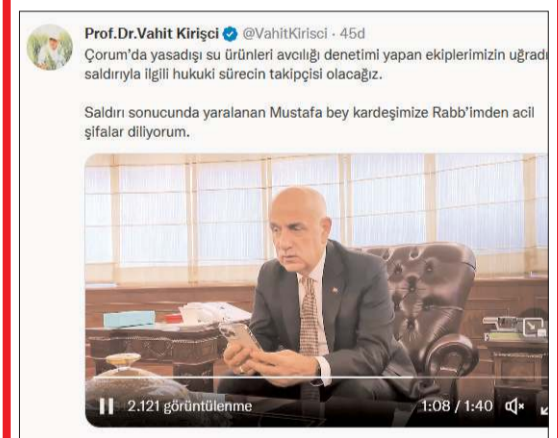 Prof.Dr.Vahit Kirişci @VahitKirisci · 45d
Çorum'da yasadışı su ürünleri avcılığı denetimi yapan ekiplerimizin uğradı
saldırıyla ilgili hukuki sürecin takipçisi olacağız.
Saldırı sonucunda yaralanan Mustafa bey kardeşimize Rabb'imden acil
şifalar diliyorum.
2.121 görüntülenme
1:08 / 1:40